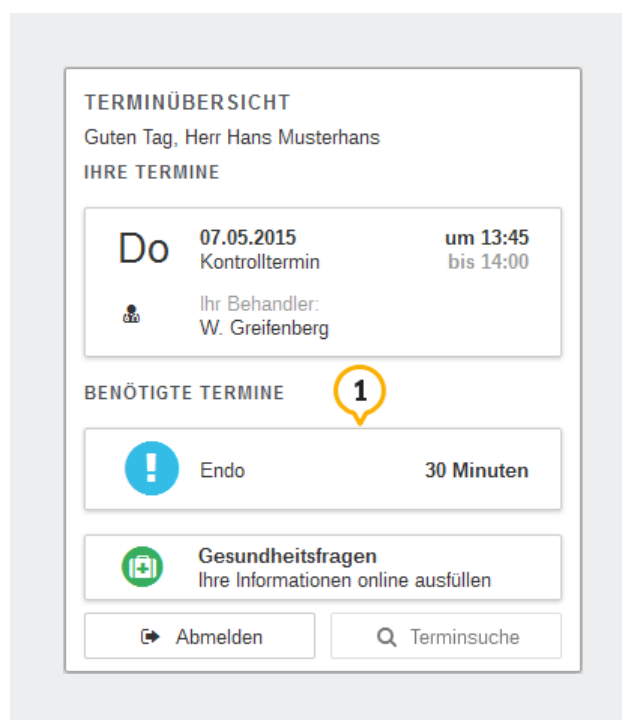 TERMINÜBERSICHT
Guten Tag, Herr Hans Musterhans
IHRE TERMINE
Do 07.05.2015 um 13:45
Kontrolltermin bis 14:00
Ihr Behandler:
W. Greifenberg
BENÖTIGTE TERMINE 1
Endo 30 Minuten
Gesundheitsfragen
Ihre Informationen online ausfüllen
Abmelden Terminsuche